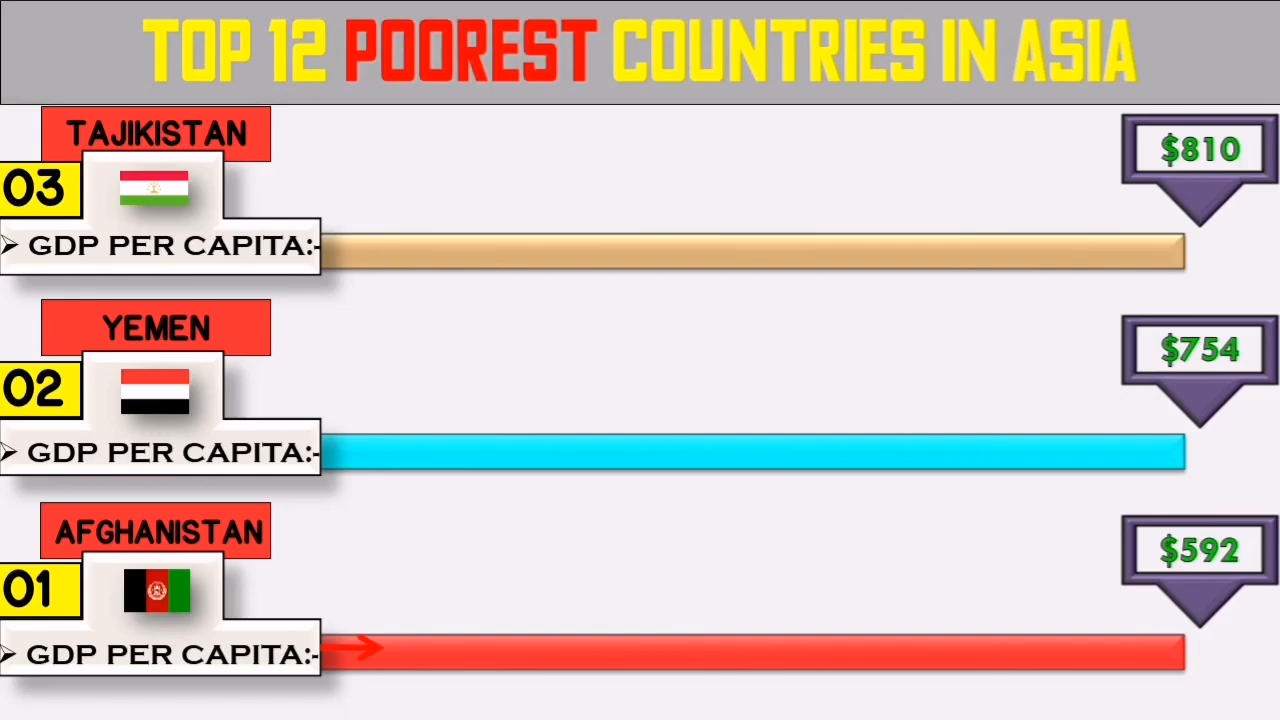 TOP 12 POOREST COUNTRIES IN ASIA
TAJIKISTAN
$810
03
➢ GDP PER CAPITA:-
YEMEN
$754
02
➢ GDP PER CAPITA:-
AFGHANISTAN
$592
01
➢ GDP PER CAPITA:-